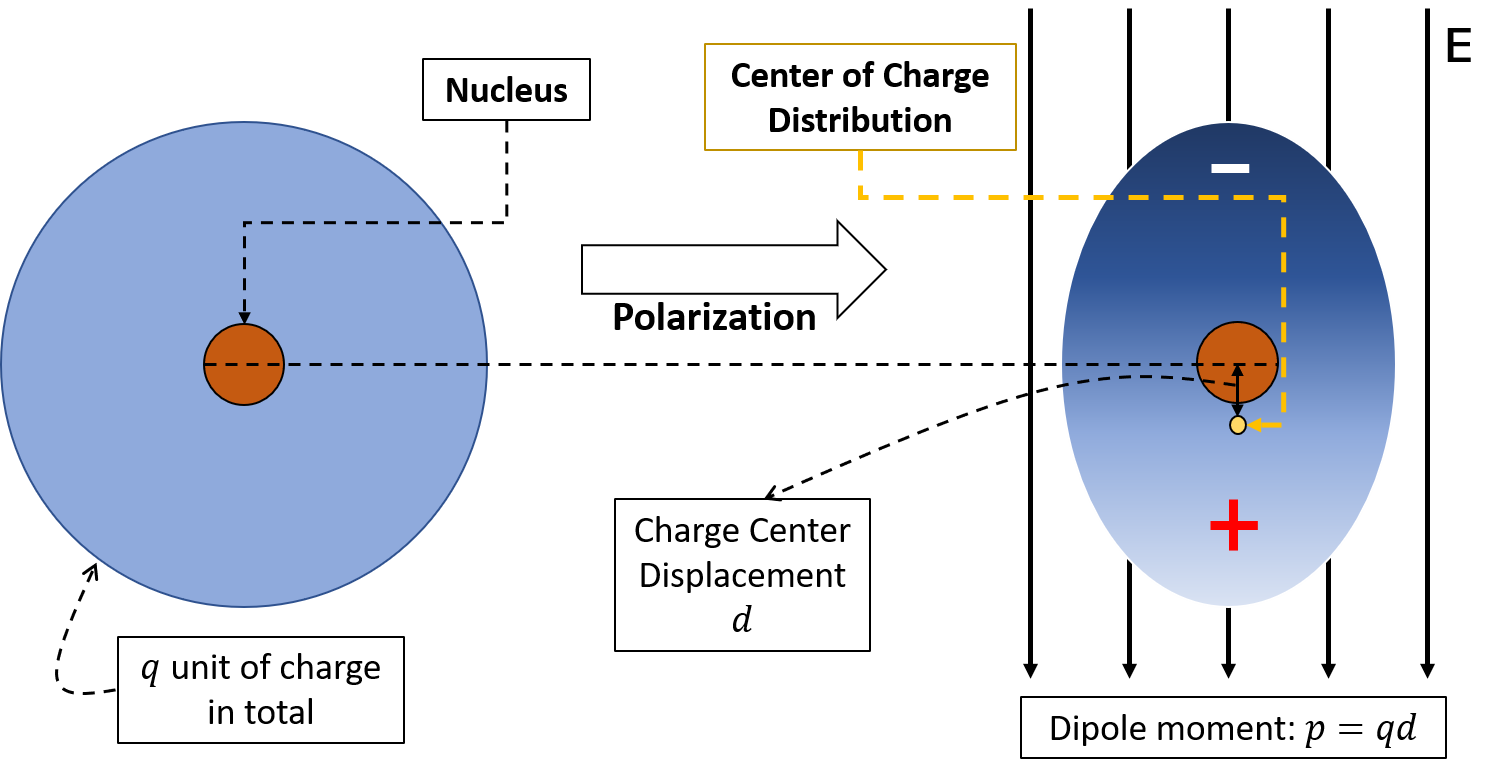 Nucleus
Center of Charge
Distribution
E
−
Polarization
+
Charge Center
Displacement
𝑑
𝑞 unit of charge
in total
Dipole moment: 𝑝 = 𝑞𝑑